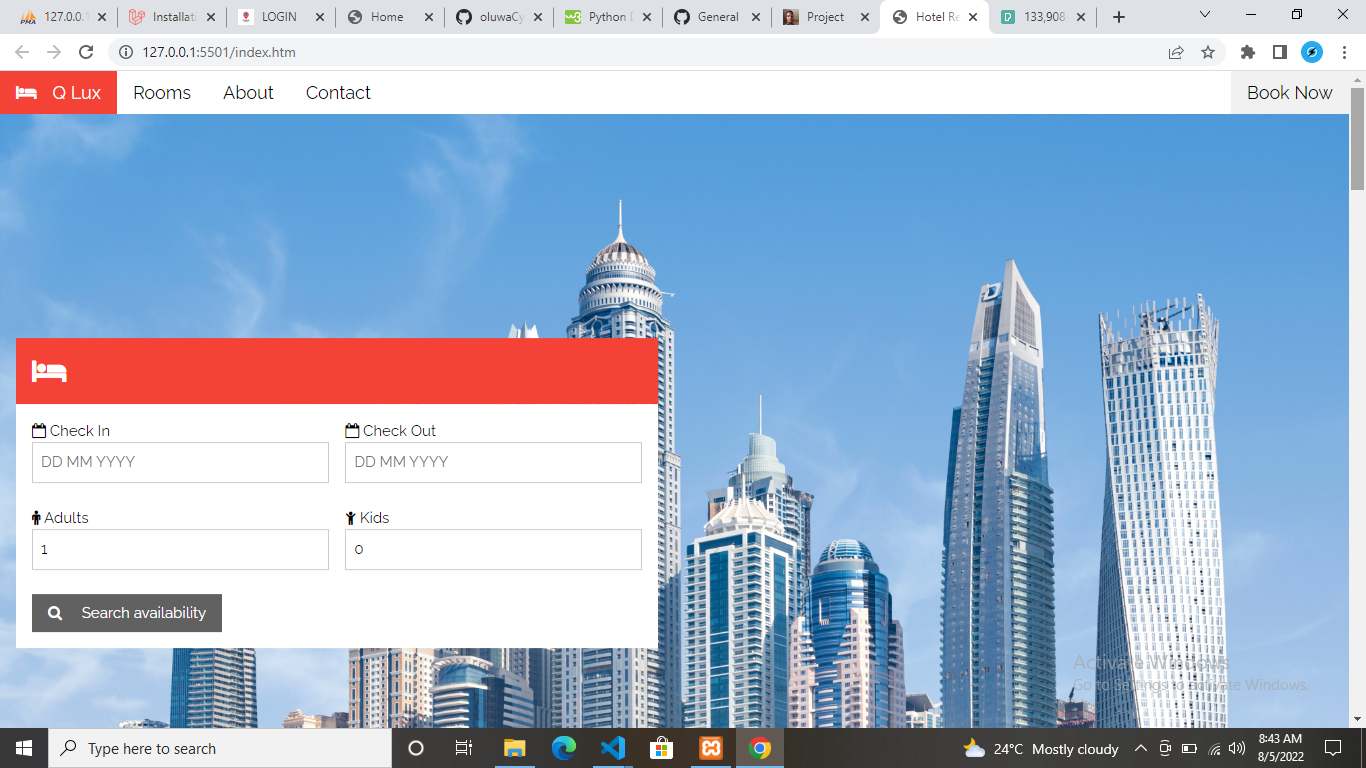 127.0.0.1
Installat
LOGIN
Home
oluwaCy
Python D
General
Project
Hotel Re
133,908
127.0.0.1:5501/index.htm
Q Lux Rooms About Contact Book Now
Check In Check Out
DD MM YYYY DD MM YYYY
Adults Kids
1 0
Search availability
Activate Windows
Go to Settings to activate Windows.
Type here to search
24°C Mostly cloudy
8:43 AM
8/5/2022